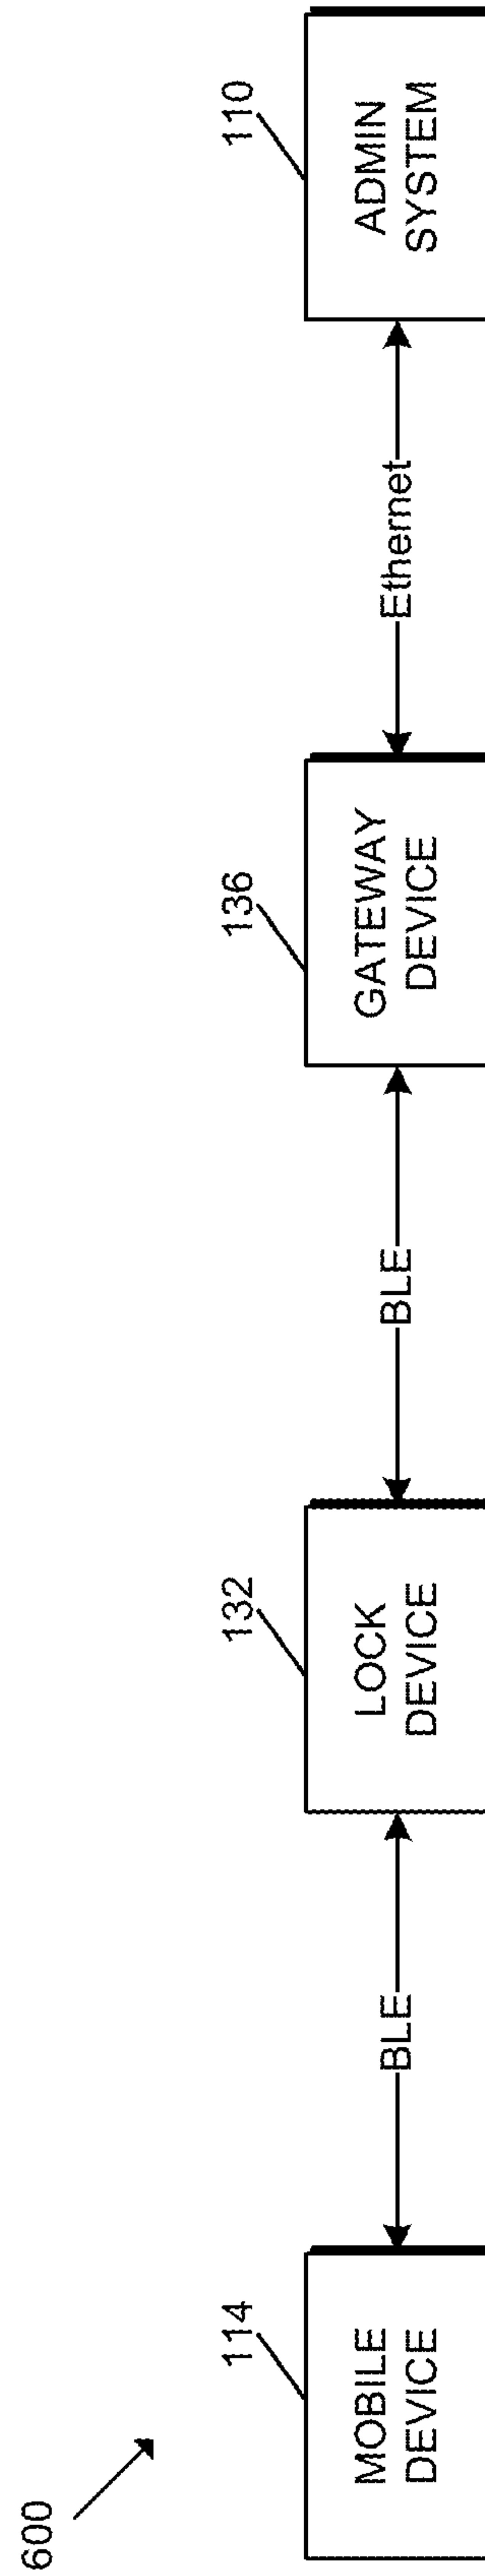 600
114
132
136
110
MOBILE
DEVICE
BLE
LOCK
DEVICE
BLE
GATEWAY
DEVICE
Ethernet
ADMIN
SYSTEM